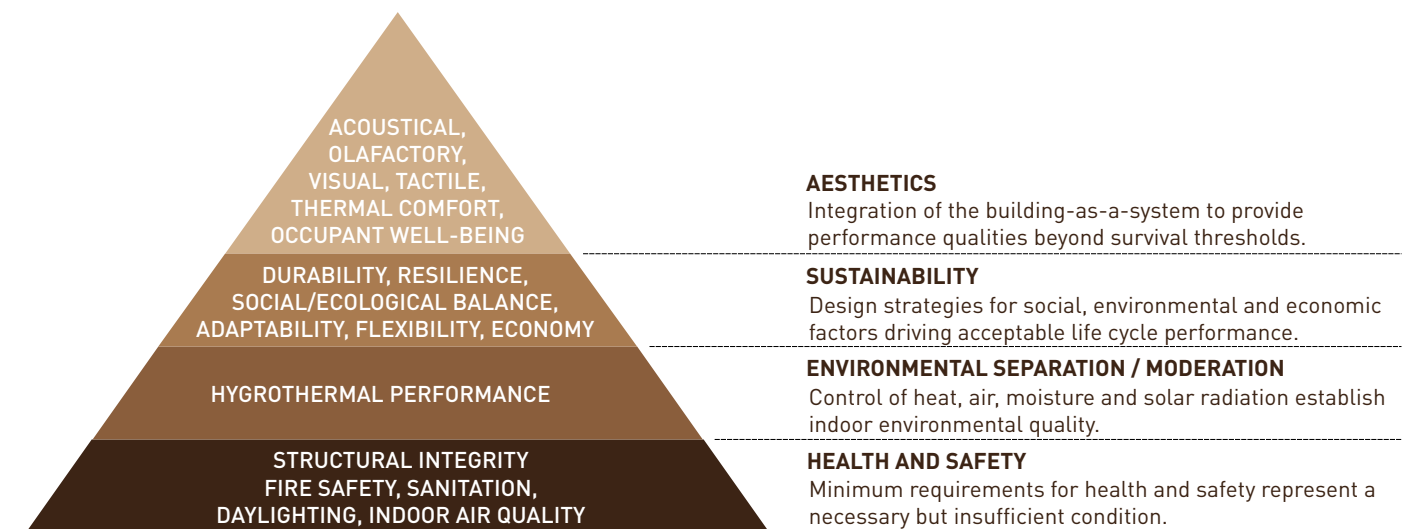 ACOUSTICAL,
OLAFACTORY,
VISUAL, TACTILE,
THERMAL COMFORT,
OCCUPANT WELL-BEING
AESTHETICS
Integration of the building-as-a-system to provide
performance qualities beyond survival thresholds.
DURABILITY, RESILIENCE,
SOCIAL/ECOLOGICAL BALANCE,
ADAPTABILITY, FLEXIBILITY, ECONOMY
SUSTAINABILITY
Design strategies for social, environmental and economic
factors driving acceptable life cycle performance.
HYGROTHERMAL PERFORMANCE
ENVIRONMENTAL SEPARATION / MODERATION
Control of heat, air, moisture and solar radiation establish
indoor environmental quality.
STRUCTURAL INTEGRITY
FIRE SAFETY, SANITATION,
DAYLIGHTING, INDOOR AIR QUALITY
HEALTH AND SAFETY
Minimum requirements for health and safety represent a
necessary but insufficient condition.